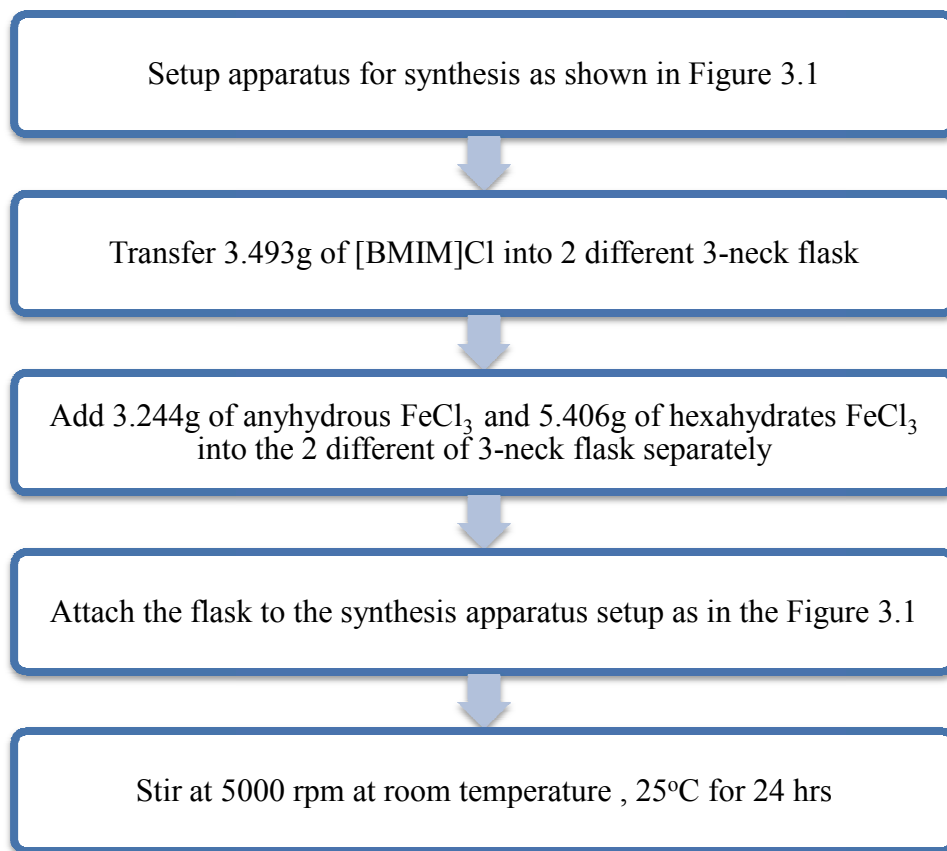 Setup apparatus for synthesis as shown in Figure 3.1
Transfer 3.493g of [BMIM]Cl into 2 different 3-neck flask
Add 3.244g of anyhydrous FeCl₃ and 5.406g of hexahydrates FeCl₃
into the 2 different of 3-neck flask separately
Attach the flask to the synthesis apparatus setup as in the Figure 3.1
Stir at 5000 rpm at room temperature , 25°C for 24 hrs